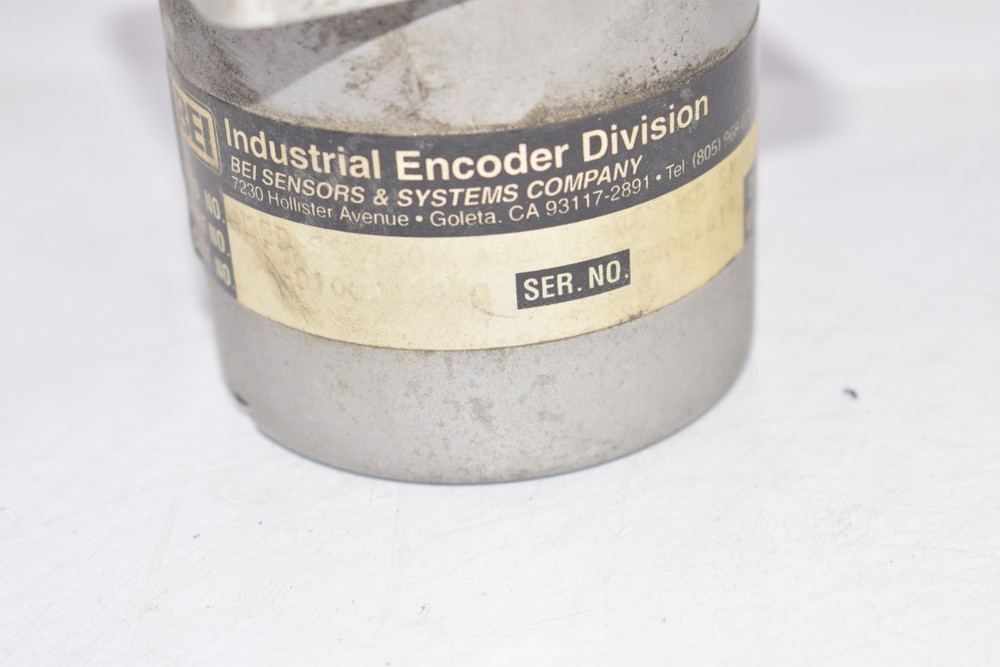 BEI
Industrial Encoder Division
BEI SENSORS & SYSTEMS COMPANY
7230 Hollister Avenue • Goleta, CA 93117-2891 • Tel. (805)
NO.
NO.
NO
SER. NO.